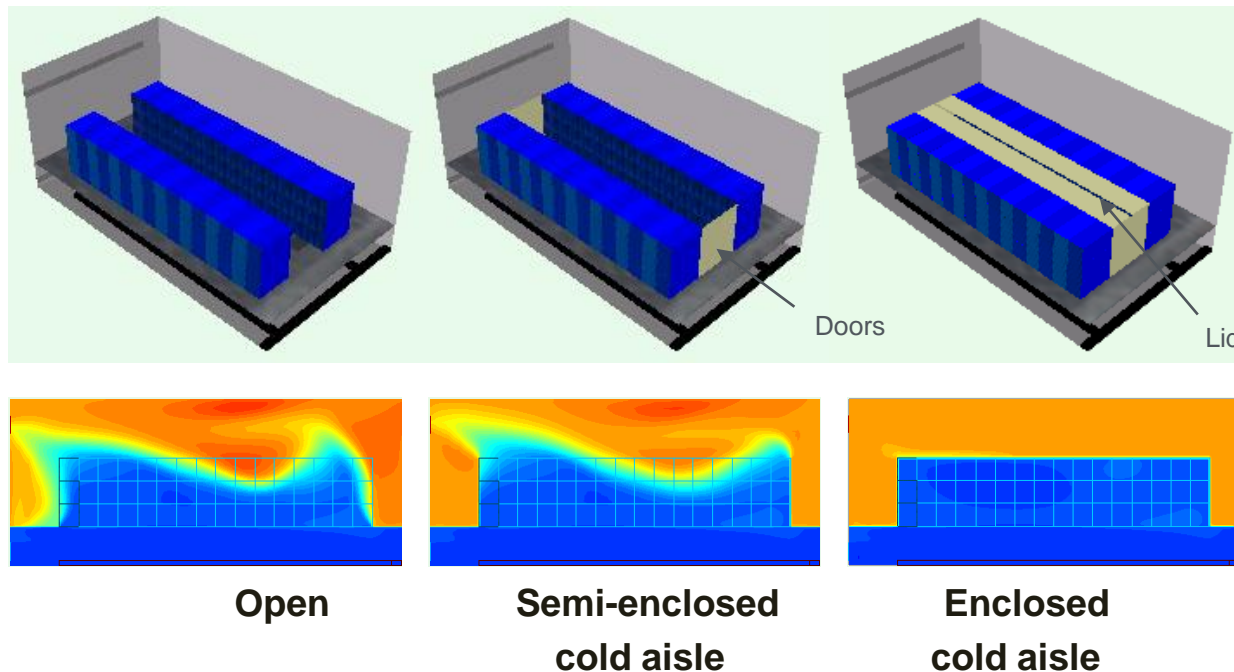 Doors
Open
Semi-enclosed
cold aisle
Enclosed
cold aisle